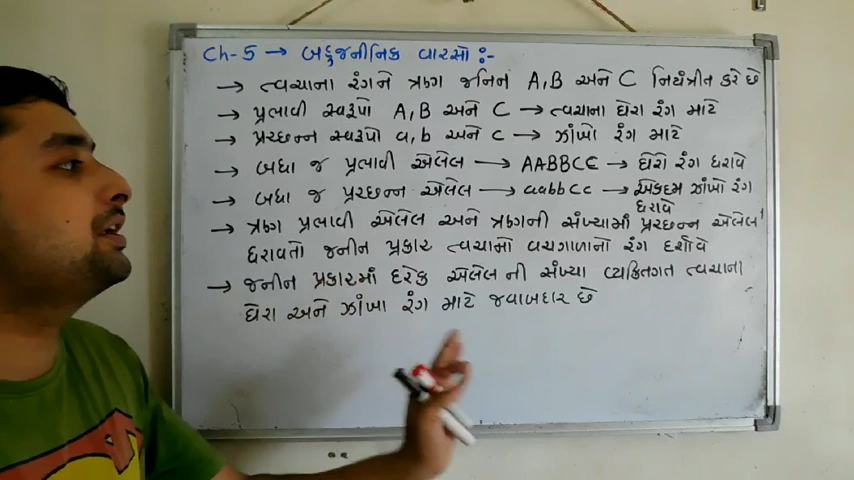 Ch-5 → બહુજનીનિક વારસો :-
→ ત્વચાના રંગને ત્રણ જનિન A,B અને C નિયંત્રીત કરે છે
→ પ્રભાવી સ્વરૂપો A,B અને C → ત્વચાના ઘેરા રંગ માટે
→ પ્રચ્છન્ન સ્વરૂપો a,b અને c → ઝાંખો રંગ માટે
→ બધા જ પ્રભાવી એલેલ → AABBCC → ઘેરો રંગ ધરાવે
→ બધા જ પ્રચ્છન્ન એલેલ → aabbcc → એકદમ ઝાંખો રંગ
ધરાવે
→ ત્રણ પ્રભાવી એલેલ અને ત્રણની સંખ્યામાં પ્રચ્છન્ન એલેલ
ધરાવતો જનીન પ્રકાર ત્વચામાં વચગાળાનો રંગ દર્શાવે
→ જનીન પ્રકારમાં દરેક એલેલ ની સંખ્યા વ્યક્તિગત ત્વચાના
ઘેરા અને ઝાંખા રંગ માટે જવાબદાર છે